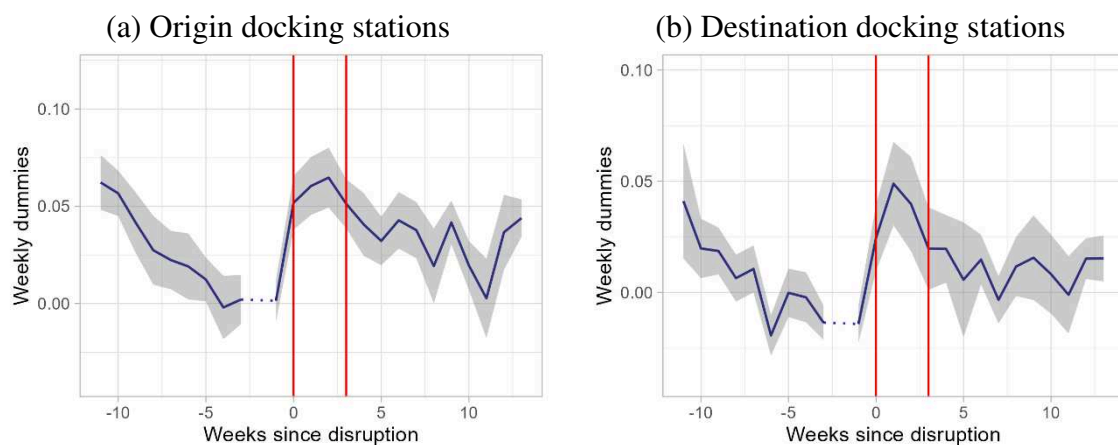 (a) Origin docking stations
0.10
0.05
0.00
Weekly dummies
-10 -5 0 5 10
Weeks since disruption
(b) Destination docking stations
0.10
0.05
0.00
Weekly dummies
-10 -5 0 5 10
Weeks since disruption